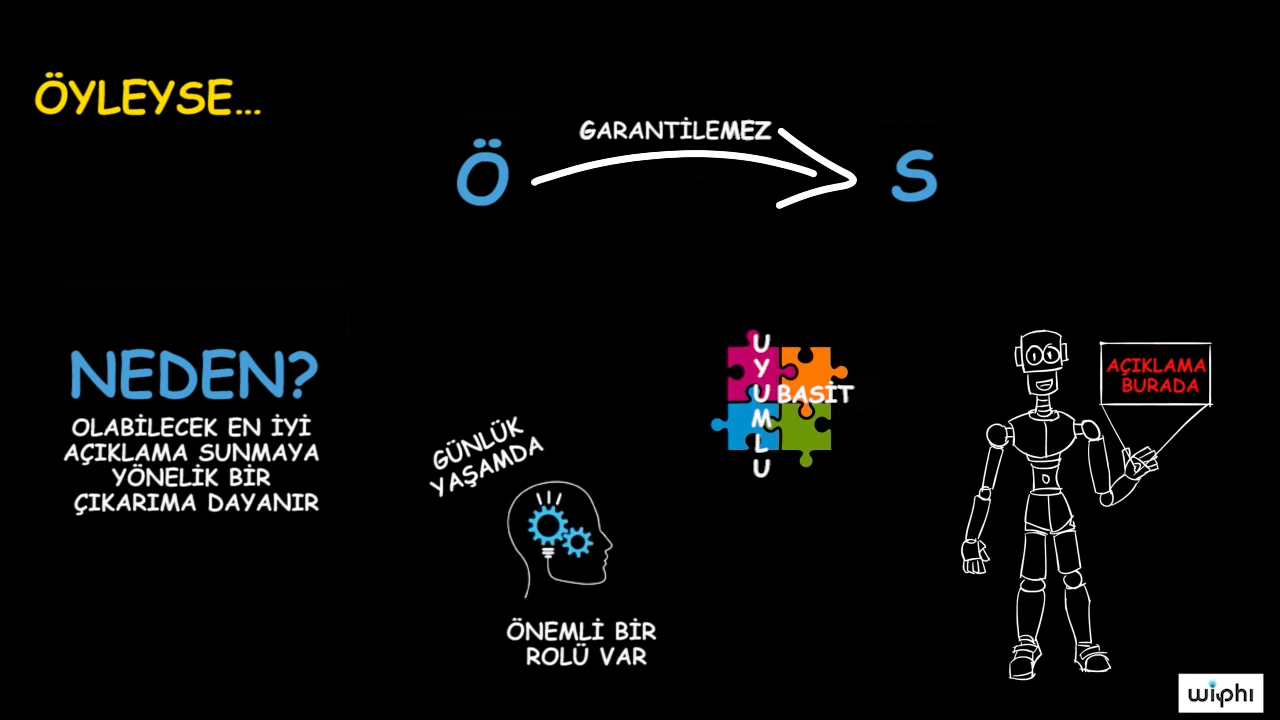 ÖYLEYSE...
GARANTİLEMEZ
Ö
S
NEDEN?
OLABİLECEK EN İYİ
AÇIKLAMA SUNMAYA
YÖNELİK BİR
ÇIKARIMA DAYANIR
GÜNLÜK
YAŞAMDA
ÖNEMLİ BİR
ROLÜ VAR
UYUMLU
BASİT
AÇIKLAMA
BURADA
wiphi